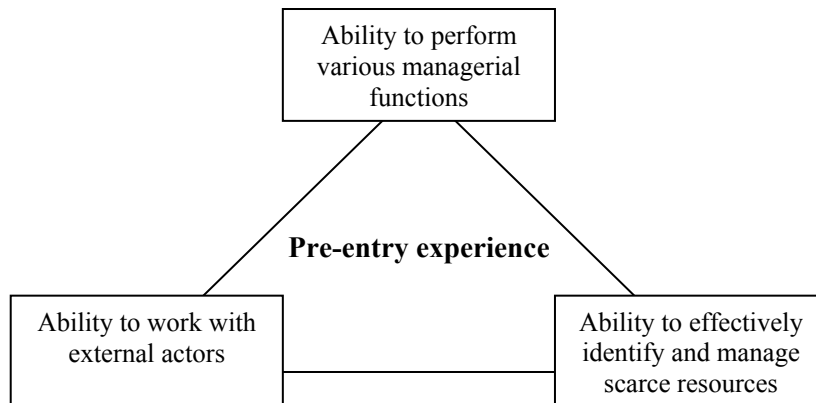 Ability to perform
various managerial
functions
Pre-entry experience
Ability to work with
external actors
Ability to effectively
identify and manage
scarce resources